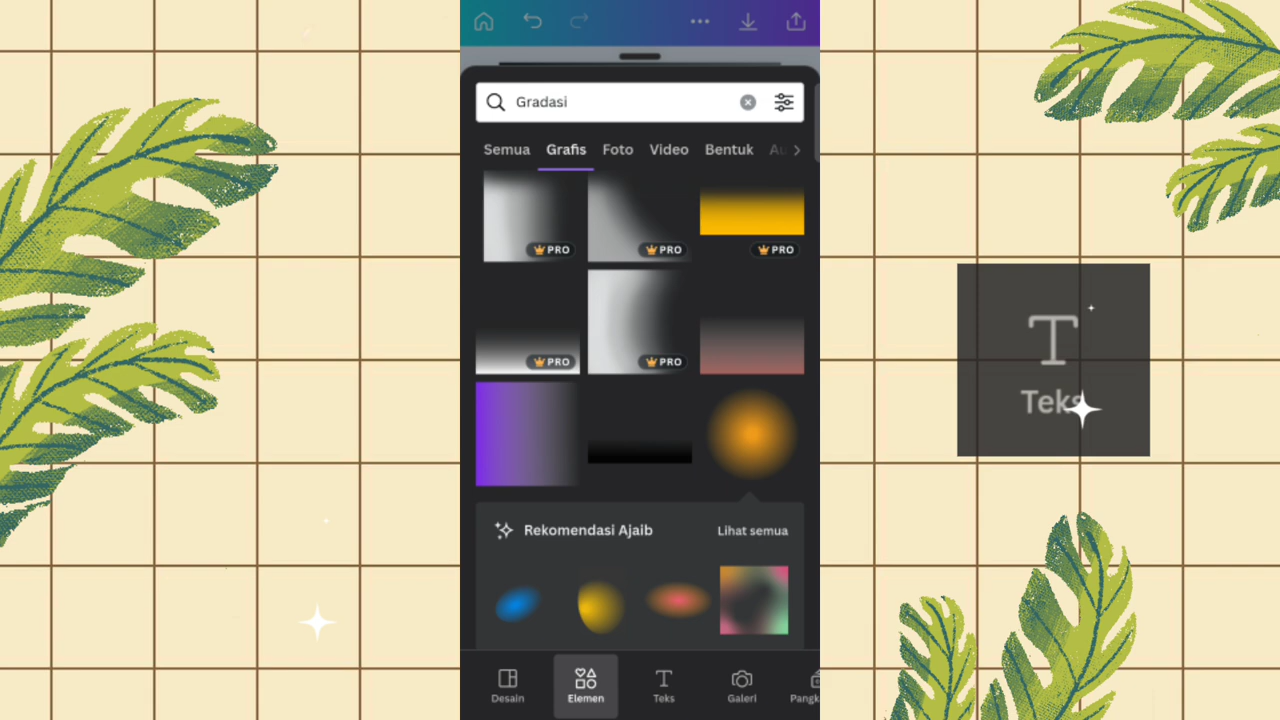 Gradasi
Semua Grafis Foto Video Bentuk
PRO PRO PRO
PRO PRO
T
Teks
Rekomendasi Ajaib Lihat semua
Desain Elemen Teks Galeri